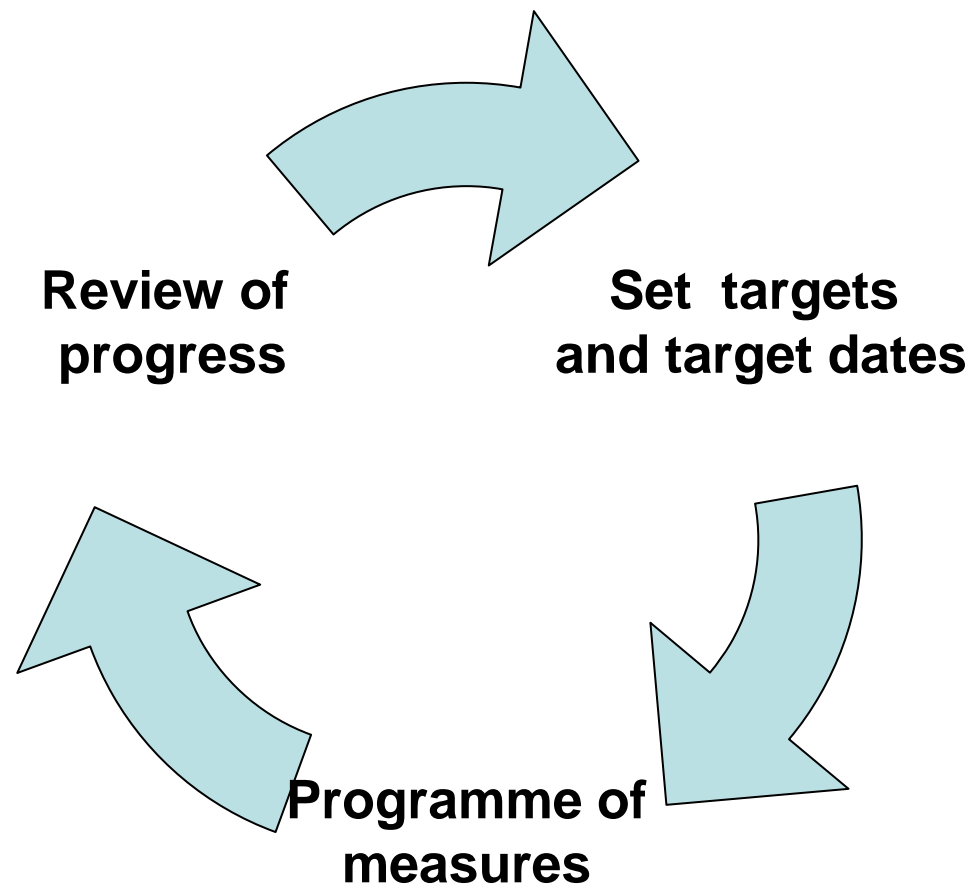 Review of
progress
Set  targets
and target dates
Programme of
measures